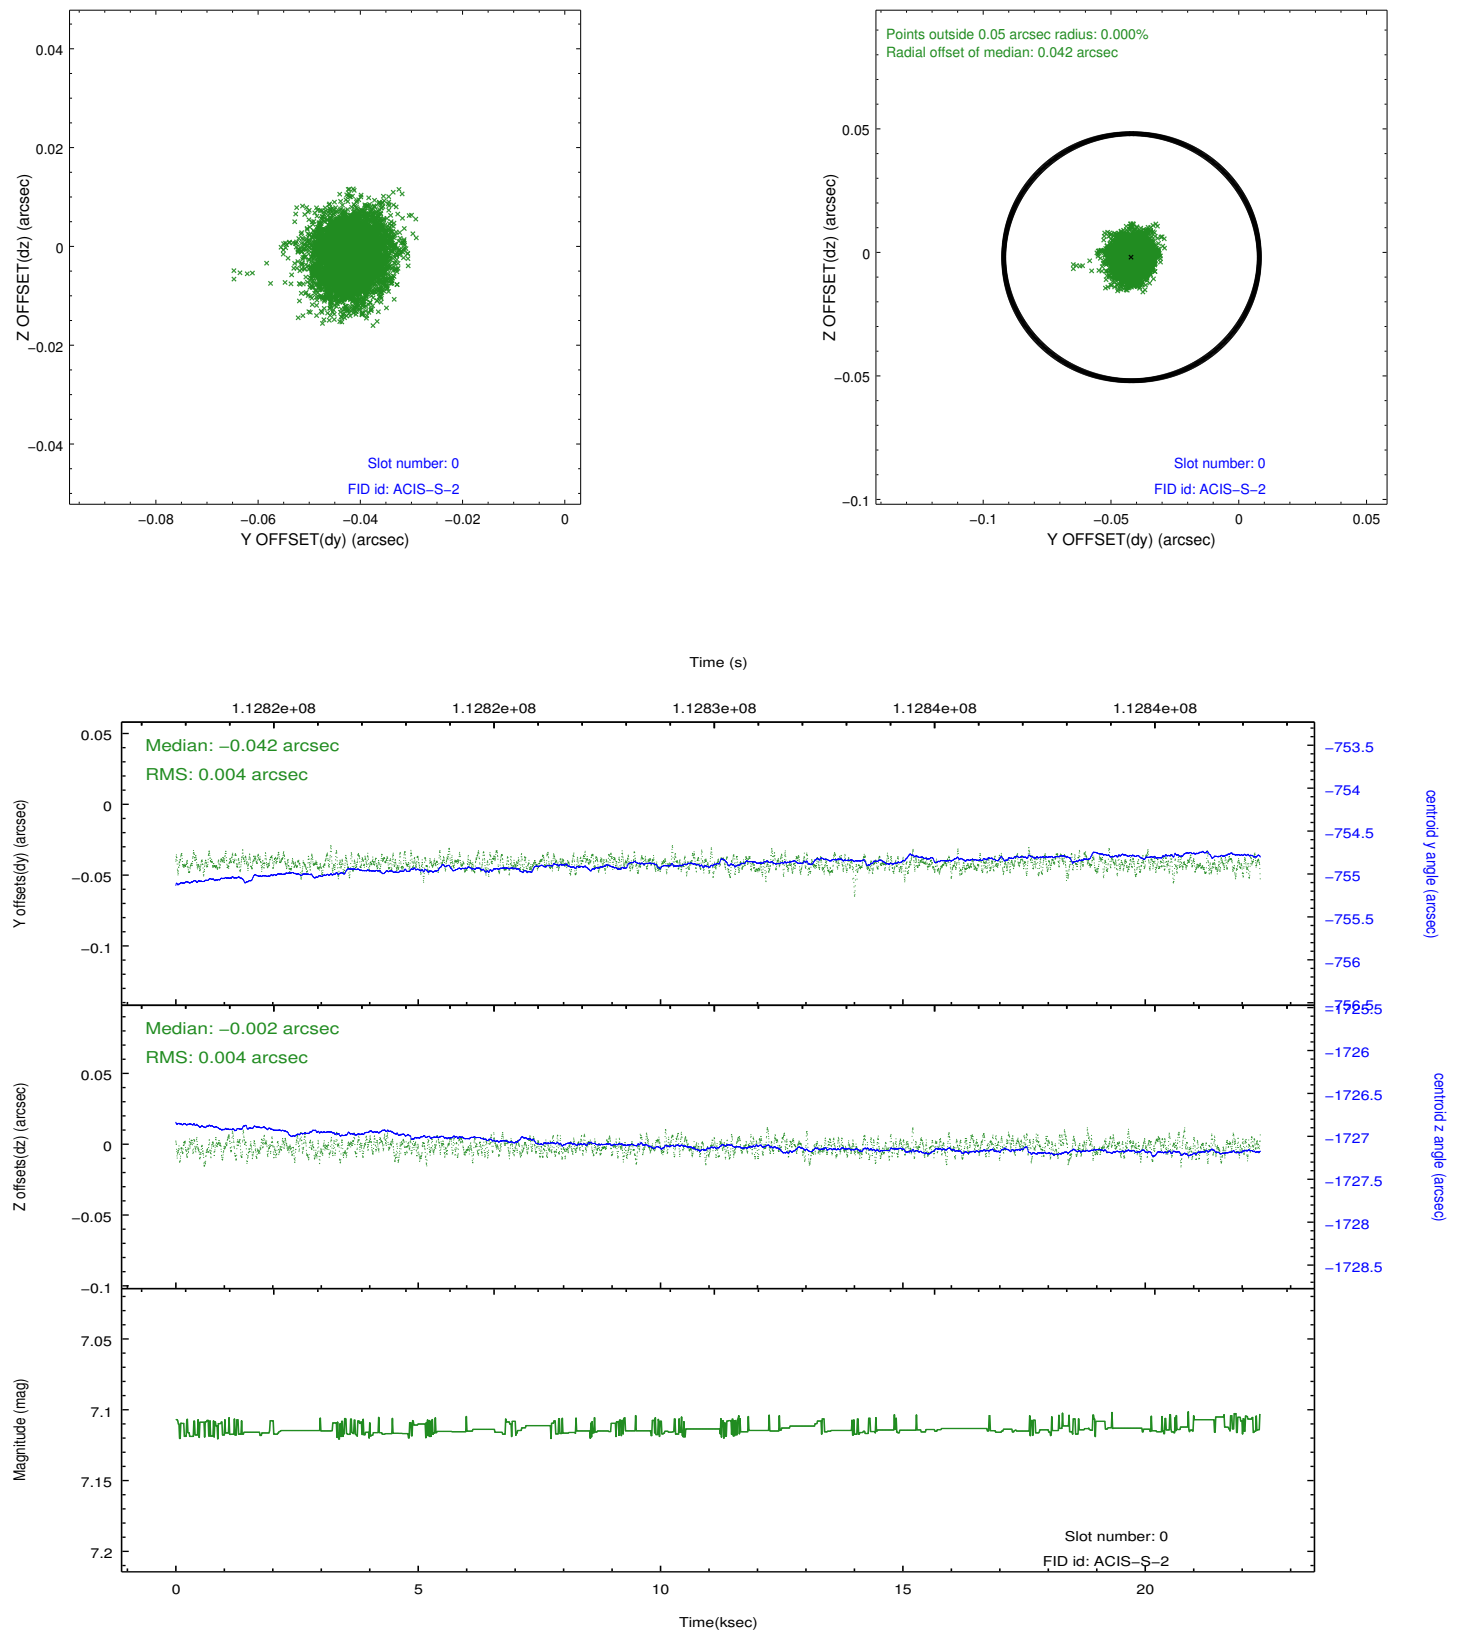 0.04
0.02
0
−0.02
−0.04
Z OFFSET(dz) (arcsec)
Slot number: 0
FID id: ACIS−S−2
−0.08
−0.06
−0.04
−0.02
0
Y OFFSET(dy) (arcsec)
Points outside 0.05 arcsec radius: 0.000%
Radial offset of median: 0.042 arcsec
0.05
0
−0.05
−0.1
Z OFFSET(dz) (arcsec)
Slot number: 0
FID id: ACIS−S−2
−0.1
−0.05
0
0.05
Y OFFSET(dy) (arcsec)
Time (s)
1.1282e+08
1.1282e+08
1.1283e+08
1.1284e+08
1.1284e+08
Median: −0.042 arcsec
RMS: 0.004 arcsec
0.05
0
−0.05
−0.1
Y offsets(dy) (arcsec)
−753.5
−754
−754.5
−755
−755.5
−756
−756.5
centroid y angle (arcsec)
Median: −0.002 arcsec
RMS: 0.004 arcsec
0.05
0
−0.05
−0.1
Z offsets(dz) (arcsec)
−1725.5
−1726
−1726.5
−1727
−1727.5
−1728
−1728.5
centroid z angle (arcsec)
7.05
7.1
7.15
7.2
Magnitude (mag)
Slot number: 0
FID id: ACIS−S−2
0
5
10
15
20
Time(ksec)